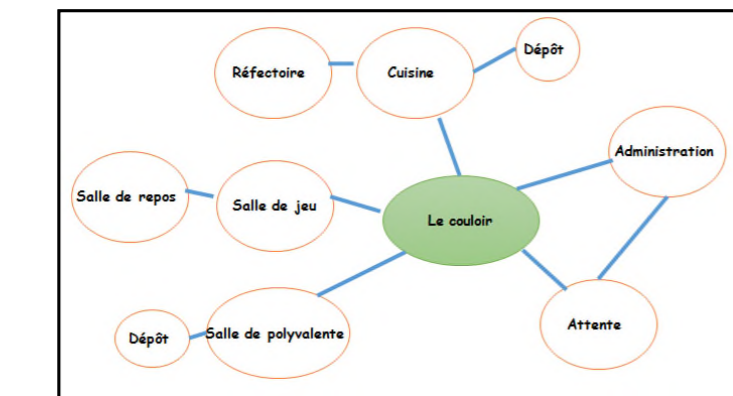 Dépôt
Réfectoire
Cuisine
Administration
Salle de repos
Salle de jeu
Le couloir
Attente
Dépôt
Salle de polyvalente